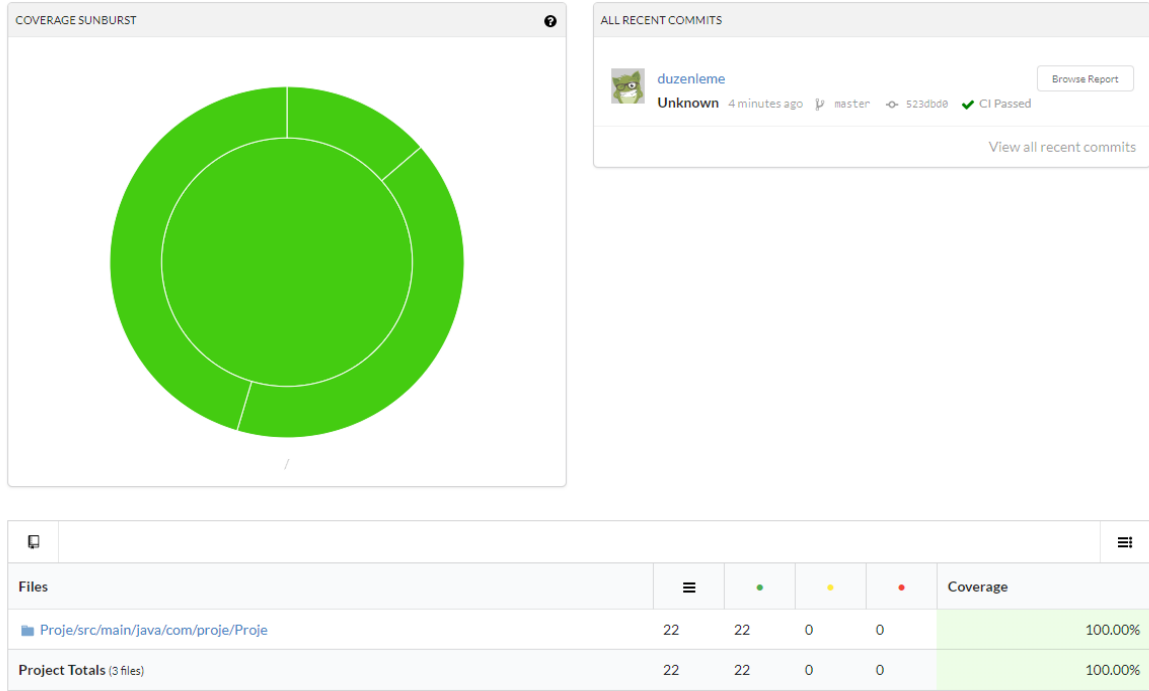 COVERAGE SUNBURST
/
ALL RECENT COMMITS
duzenleme
Browse Report
Unknown 4 minutes ago master 523dbd0 CI Passed
View all recent commits
Files Coverage
Proje/src/main/java/com/proje/Proje 22 22 0 0 100.00%
Project Totals (3 files) 22 22 0 0 100.00%